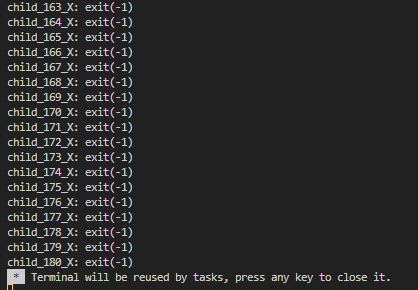 child_163_X: exit(-1)
child_164_X: exit(-1)
child_165_X: exit(-1)
child_166_X: exit(-1)
child_167_X: exit(-1)
child_168_X: exit(-1)
child_169_X: exit(-1)
child_170_X: exit(-1)
child_171_X: exit(-1)
child_172_X: exit(-1)
child_173_X: exit(-1)
child_174_X: exit(-1)
child_175_X: exit(-1)
child_176_X: exit(-1)
child_177_X: exit(-1)
child_178_X: exit(-1)
child_179_X: exit(-1)
child_180_X: exit(-1)
* Terminal will be reused by tasks, press any key to close it.